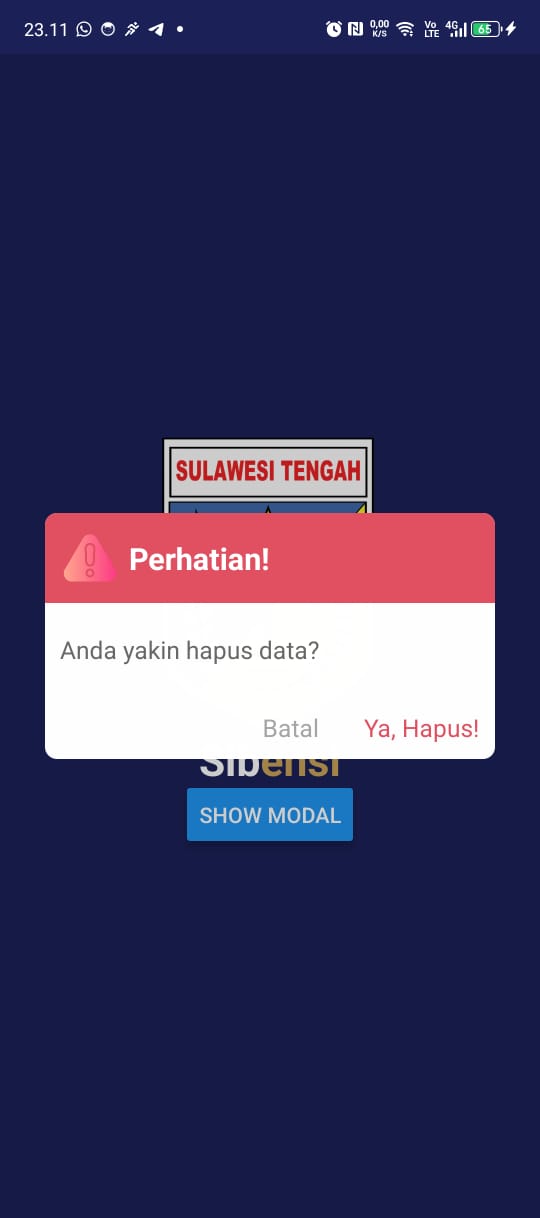 23.11
0,00
K/S
Vo
LTE
4G
65
SULAWESI TENGAH
Perhatian!
Anda yakin hapus data?
Batal Ya, Hapus!
Sibensi
SHOW MODAL